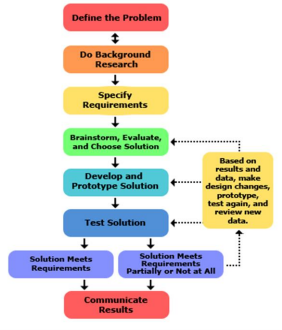 Define the Problem
Do Background
Research
Specify
Requirements
Brainstorm, Evaluate,
and Choose Solution
Develop and
Prototype Solution
Test Solution
Based on
results and
data, make
design changes,
prototype,
test again, and
review new
data.
Solution Meets
Requirements
Solution Meets
Requirements
Partially or Not at All
Communicate
Results